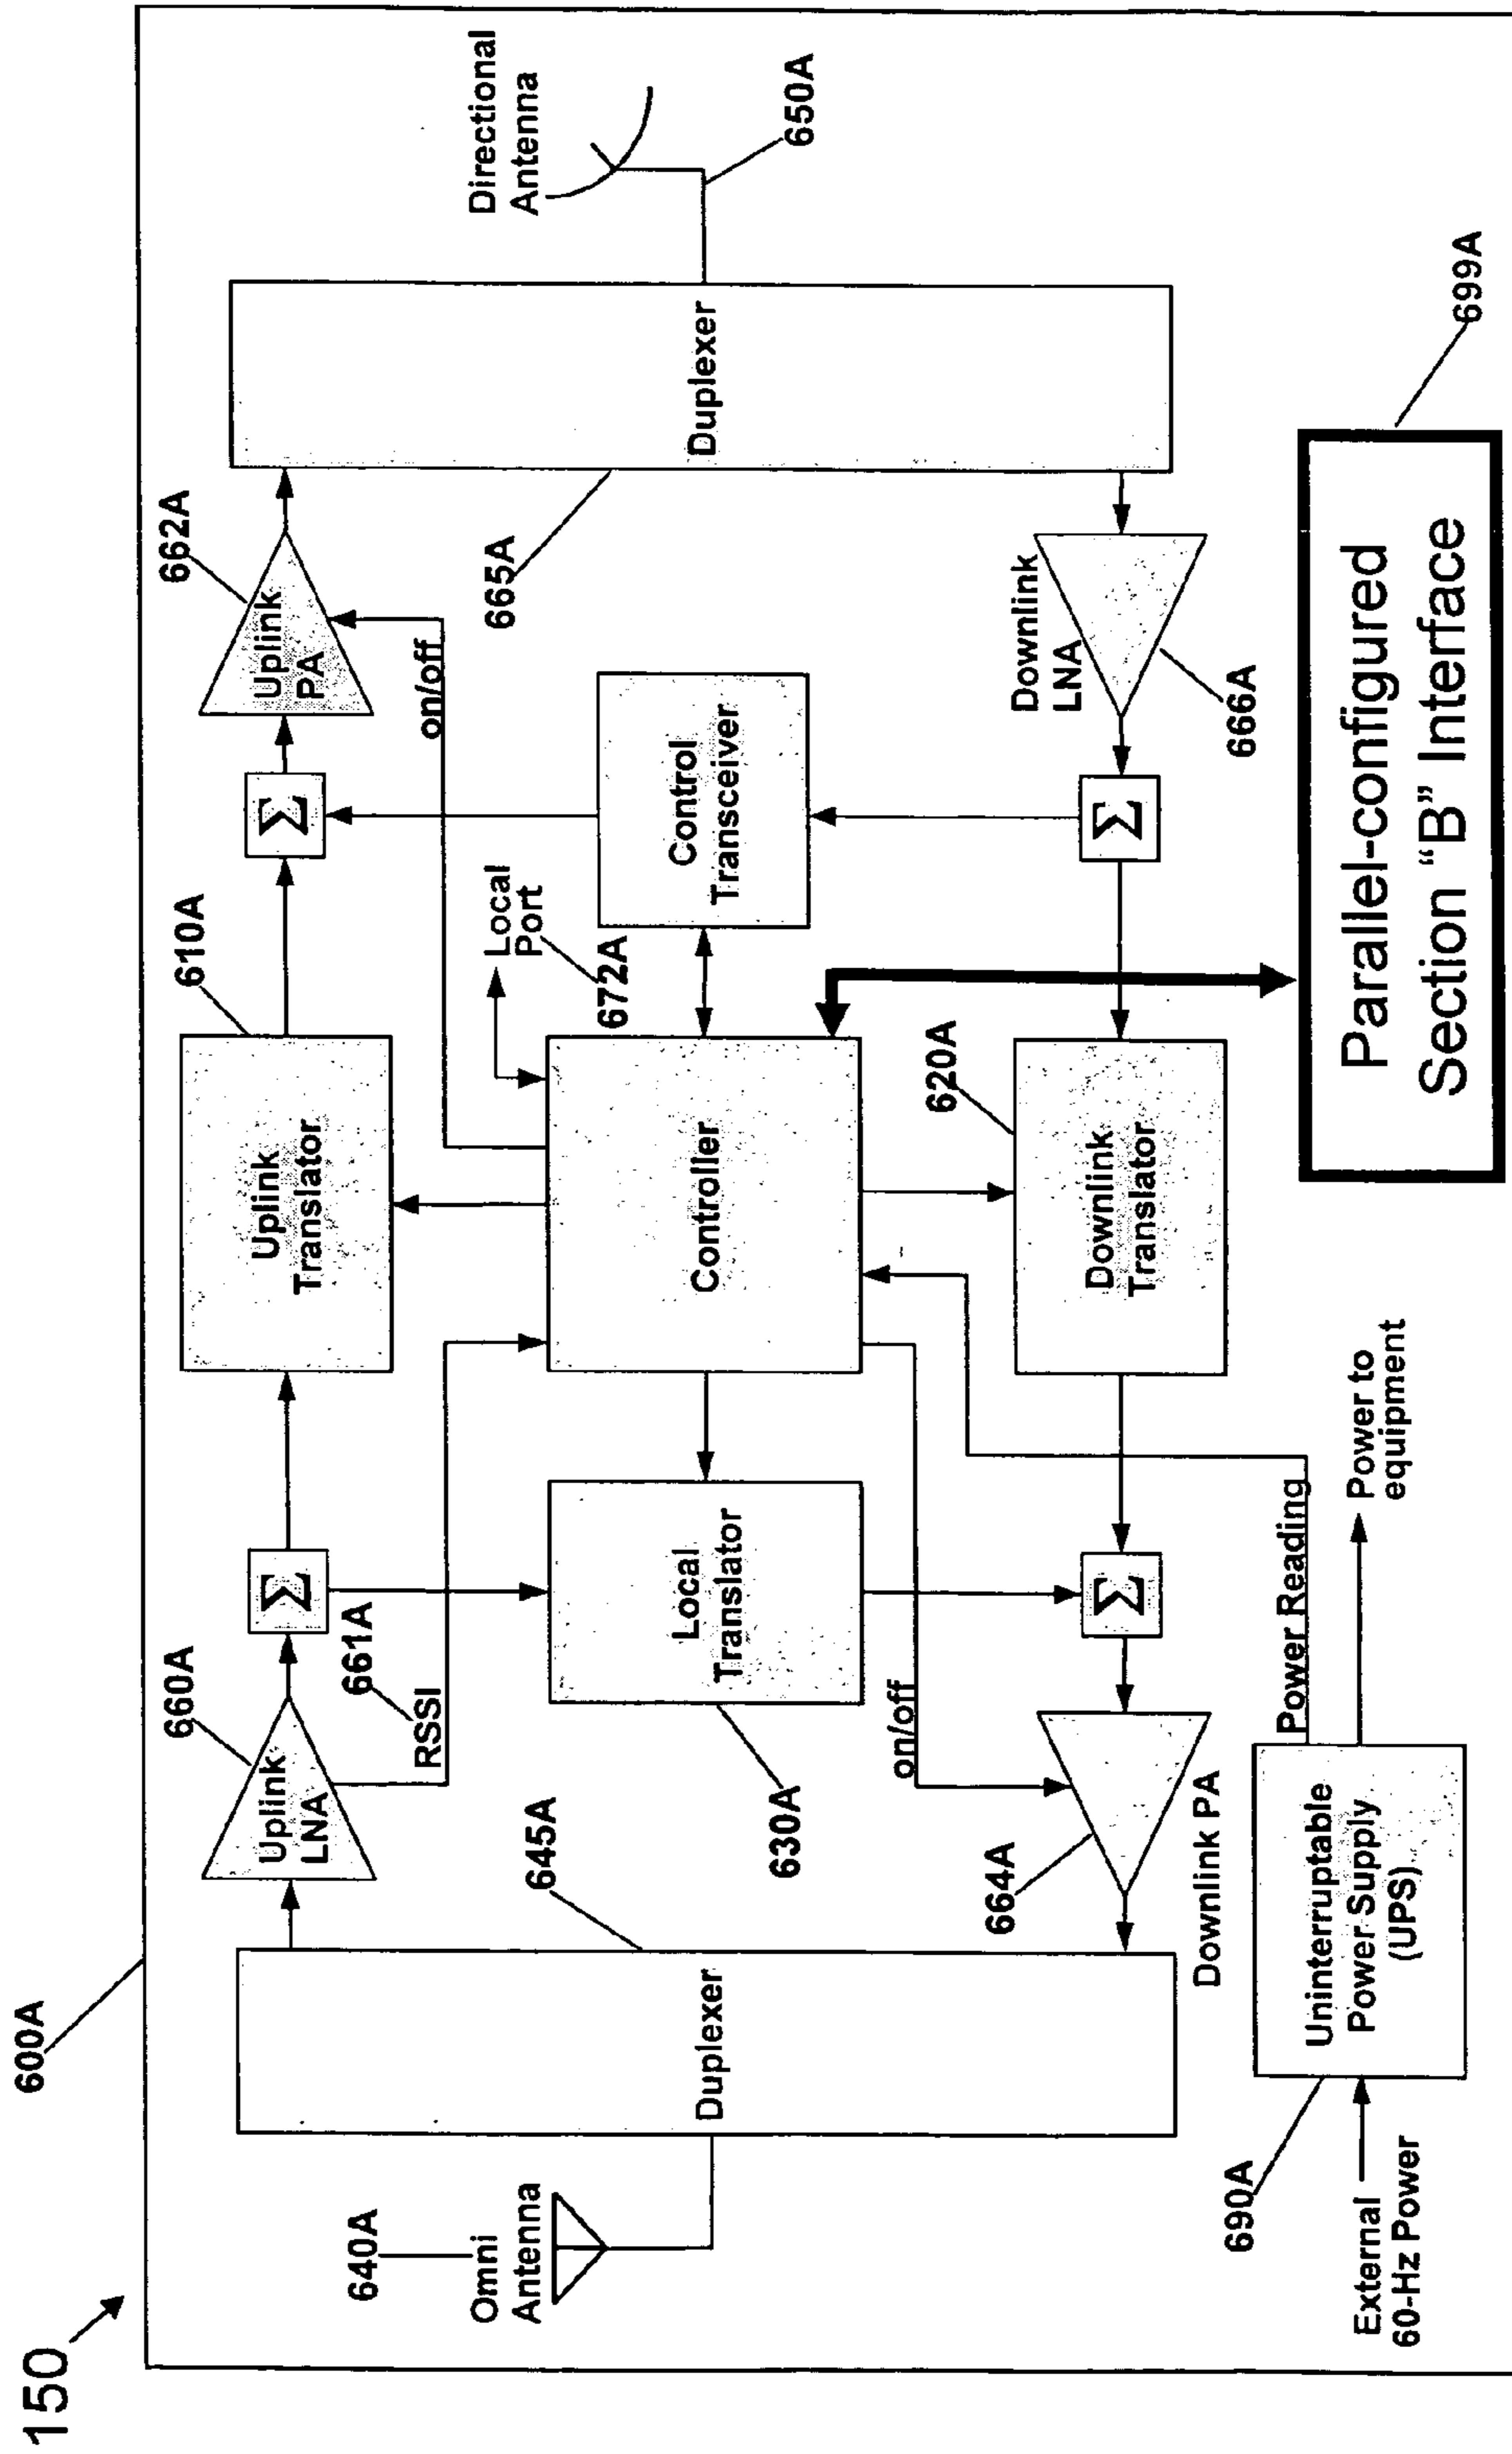 150
600A
640A
Omni
Antenna
Duplexer
645A
660A
Uplink
LNA
661A
RSSI
Σ
Local
Translator
630A
Uplink
Translator
610A
Controller
on/off
672A
Local
Port
Control
Transceiver
Σ
Uplink
PA
662A
on/off
665A
Duplexer
Directional
Antenna
650A
664A
Downlink PA
Σ
Downlink
Translator
620A
Σ
Downlink
LNA
666A
External
60-Hz Power
690A
Uninterruptable
Power Supply
(UPS)
Power Reading
Power to
equipment
Parallel-configured
Section “B” Interface
699A